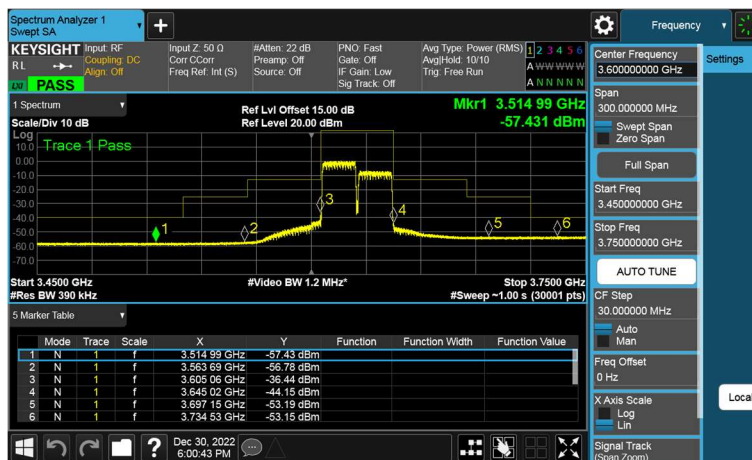 Spectrum Analyzer 1
Swept SA
Frequency
KEYSIGHT
RL
LXI PASS
Input: RF
Coupling: DC
Align: Off
Input Z: 50 Ω
Corr CCorr
Freq Ref: Int (S)
#Atten: 22 dB
Preamp: Off
Source: Off
PNO: Fast
Gate: Off
IF Gain: Low
Sig Track: Off
Avg Type: Power (RMS)
Avg|Hold: 10/10
Trig: Free Run
1 2 3 4 5 6
A W W W W W
A N N N N N
1 Spectrum
Scale/Div 10 dB
Ref Lvl Offset 15.00 dB
Ref Level 20.00 dBm
Mkr1 3.514 99 GHz
-57.431 dBm
Log
Trace 1 Pass
10.0
0.00
-10.0
-20.0
-30.0
-40.0
-50.0
-60.0
-70.0
1
2
3
4
5
6
Start 3.4500 GHz
#Res BW 390 kHz
#Video BW 1.2 MHz*
Stop 3.7500 GHz
#Sweep ~1.00 s (30001 pts)
5 Marker Table
Mode Trace Scale X Y Function Function Width Function Value
1 N 1 f 3.514 99 GHz -57.43 dBm
2 N 1 f 3.563 69 GHz -56.78 dBm
3 N 1 f 3.605 06 GHz -36.44 dBm
4 N 1 f 3.645 02 GHz -44.15 dBm
5 N 1 f 3.697 15 GHz -53.19 dBm
6 N 1 f 3.734 53 GHz -53.15 dBm
?
Dec 30, 2022
6:00:43 PM
Center Frequency
3.600000000 GHz
Settings
Span
300.000000 MHz
Swept Span
Zero Span
Full Span
Start Freq
3.450000000 GHz
Stop Freq
3.750000000 GHz
AUTO TUNE
CF Step
30.000000 MHz
Auto
Man
Freq Offset
0 Hz
X Axis Scale
Log
Lin
Local
Signal Track
(Span Zoom)